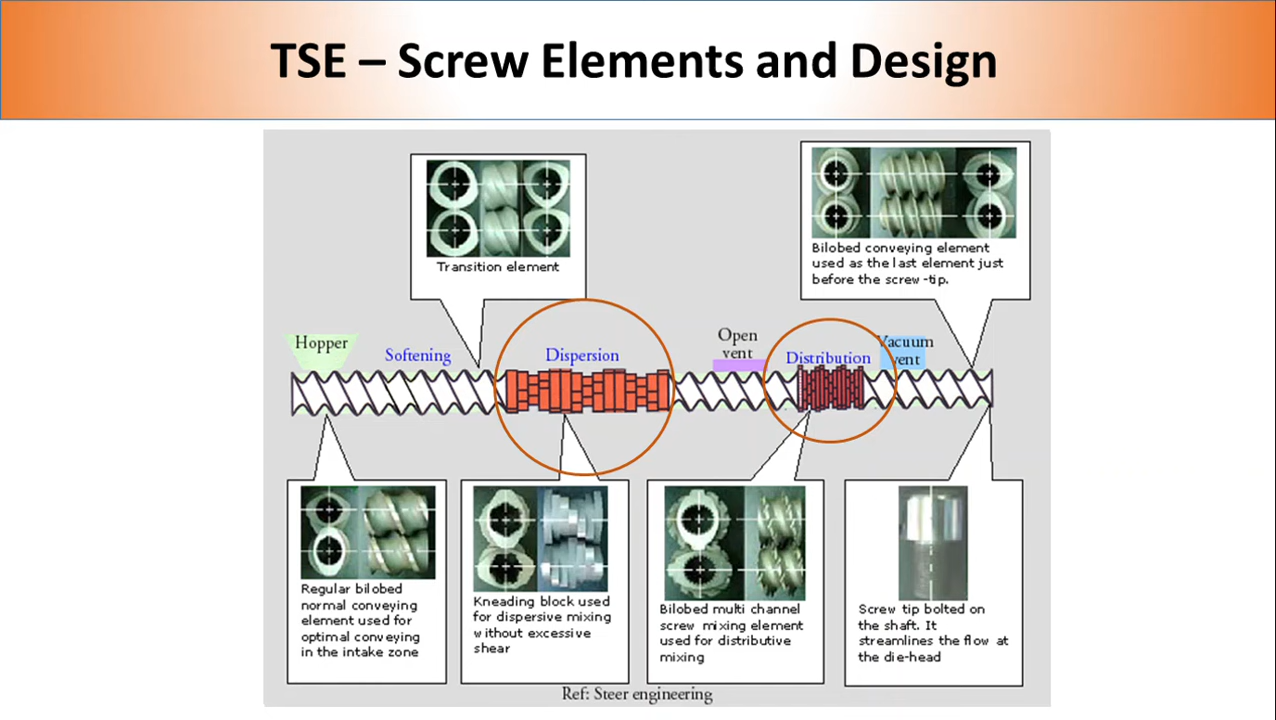 TSE – Screw Elements and Design
Transition element
Bilobed conveying element
used as the last element just
before the screw-tip.
Hopper
Softening
Dispersion
Open
vent
Distribution
Vacuum
vent
Regular bilobed
normal conveying
element used for
optimal conveying
in the intake zone
Kneading block used
for dispersive mixing
without excessive
shear
Bilobed multi channel
screw mixing element
used for distributive
mixing
Screw tip bolted on
the shaft. It
streamlines the flow at
the die-head
Ref: Steer engineering